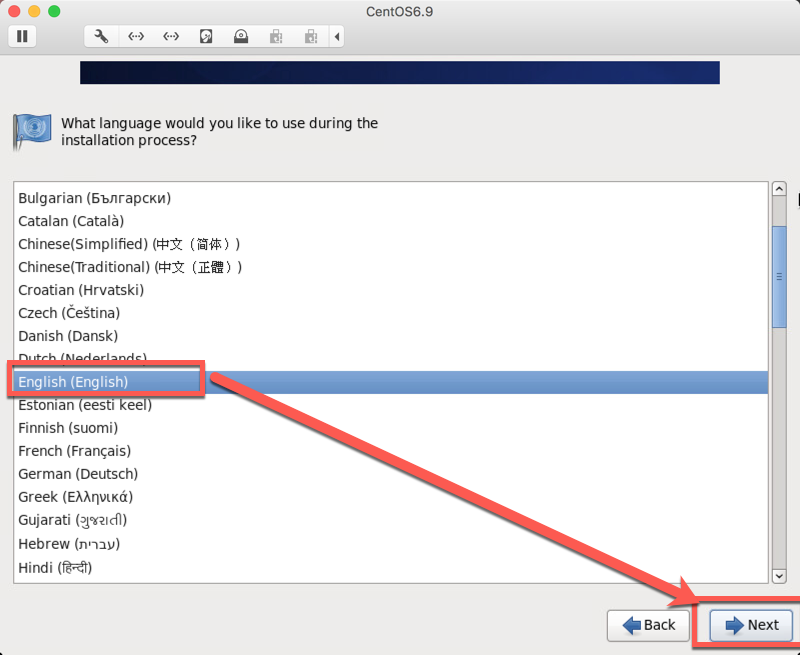 CentOS6.9
What language would you like to use during the
installation process?
Bulgarian (Български)
Catalan (Català)
Chinese(Simplified) (中文（简体）)
Chinese(Traditional) (中文（正體）)
Croatian (Hrvatski)
Czech (Čeština)
Danish (Dansk)
Dutch (Nederlands)
English (English)
Estonian (eesti keel)
Finnish (suomi)
French (Français)
German (Deutsch)
Greek (Ελληνικά)
Gujarati (ગુજરાતી)
Hebrew (עברית)
Hindi (हिन्दी)
Back
Next